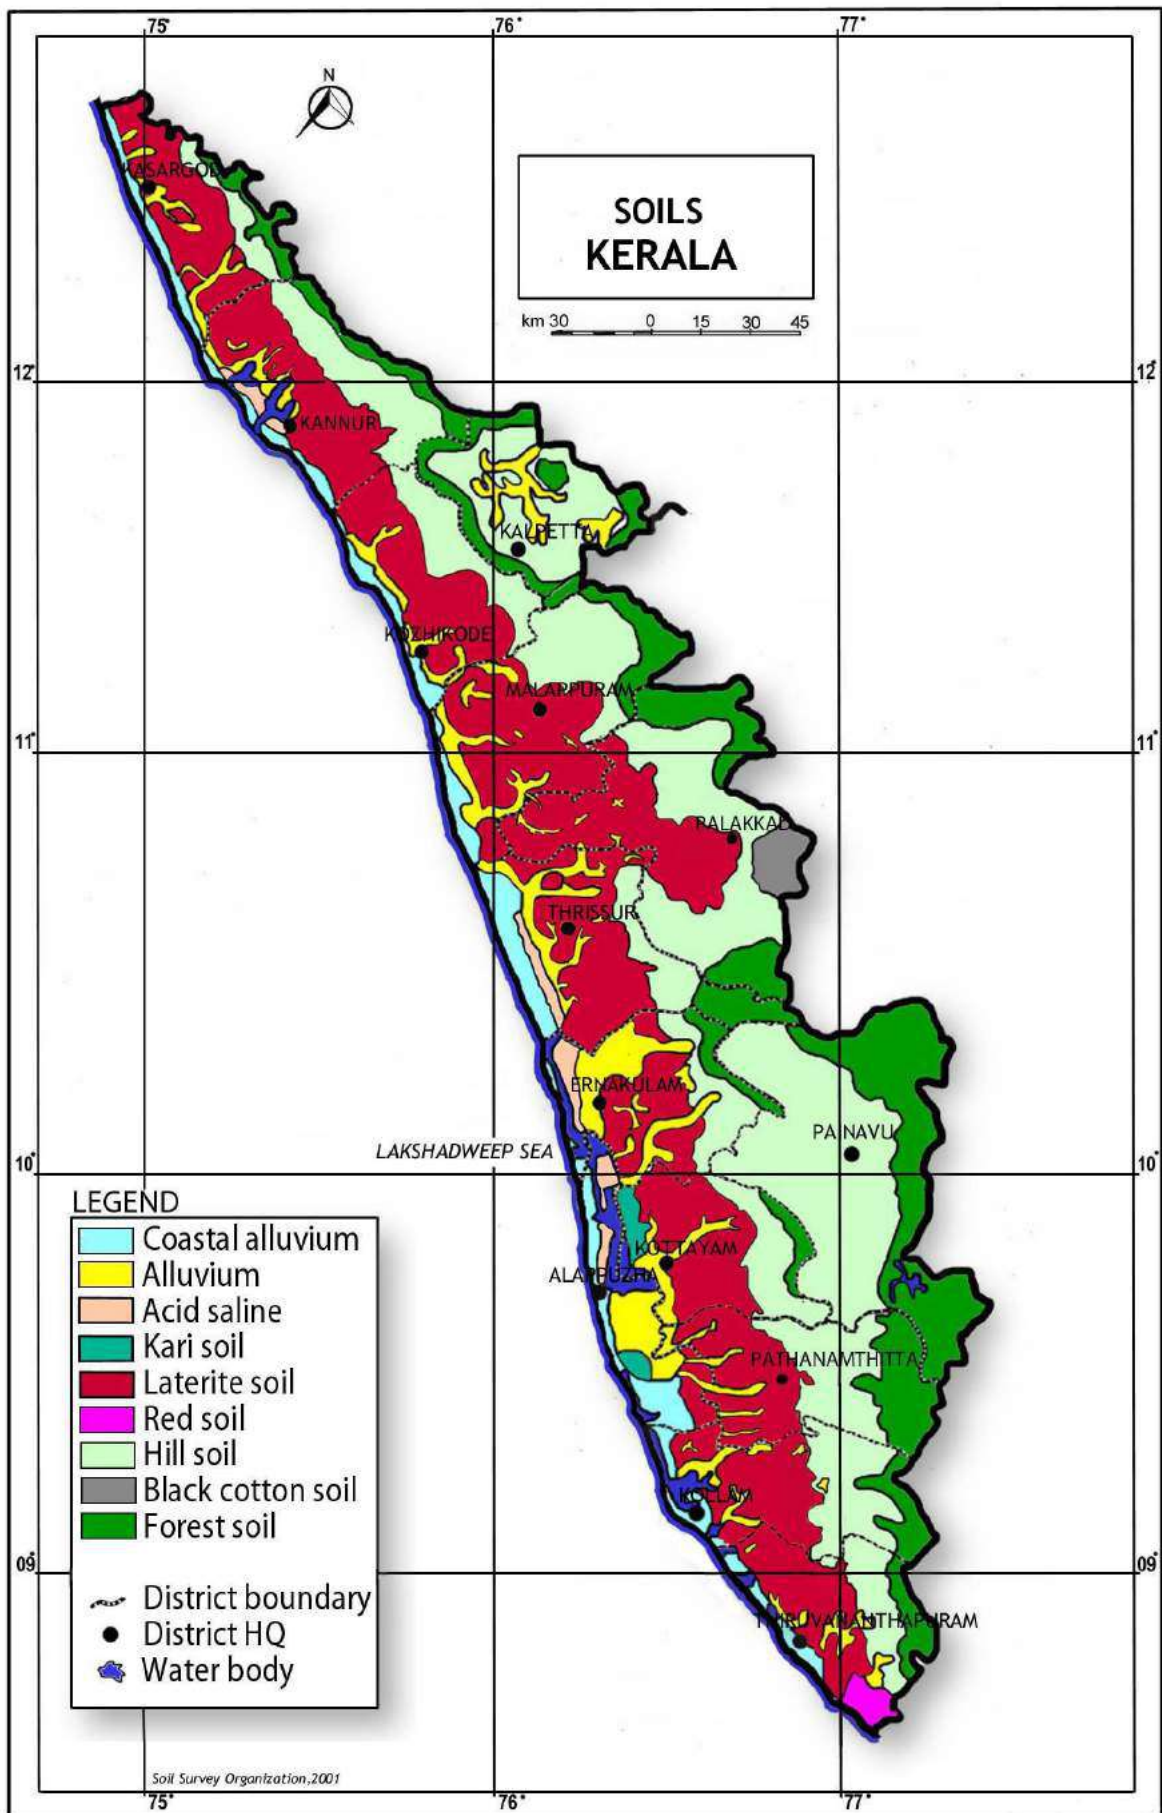 75°
76°
77°
N
SOILS
KERALA
km 30 0 15 30 45
KASARGOD
12°
12°
KANNUR
KALPETTA
KOZHIKODE
MALARPURAM
11°
11°
PALAKKAD
THRISSUR
ERNAKULAM
PAINAVU
LAKSHADWEEP SEA
10°
10°
LEGEND
Coastal alluvium
Alluvium
Acid saline
Kari soil
Laterite soil
Red soil
Hill soil
Black cotton soil
Forest soil
District boundary
District HQ
Water body
KOTTAYAM
ALAPPUZHA
PATHANAMTHITTA
KOLLAM
09°
09°
THIRUVANANTHAPURAM
Soil Survey Organization,2001
75°
76°
77°